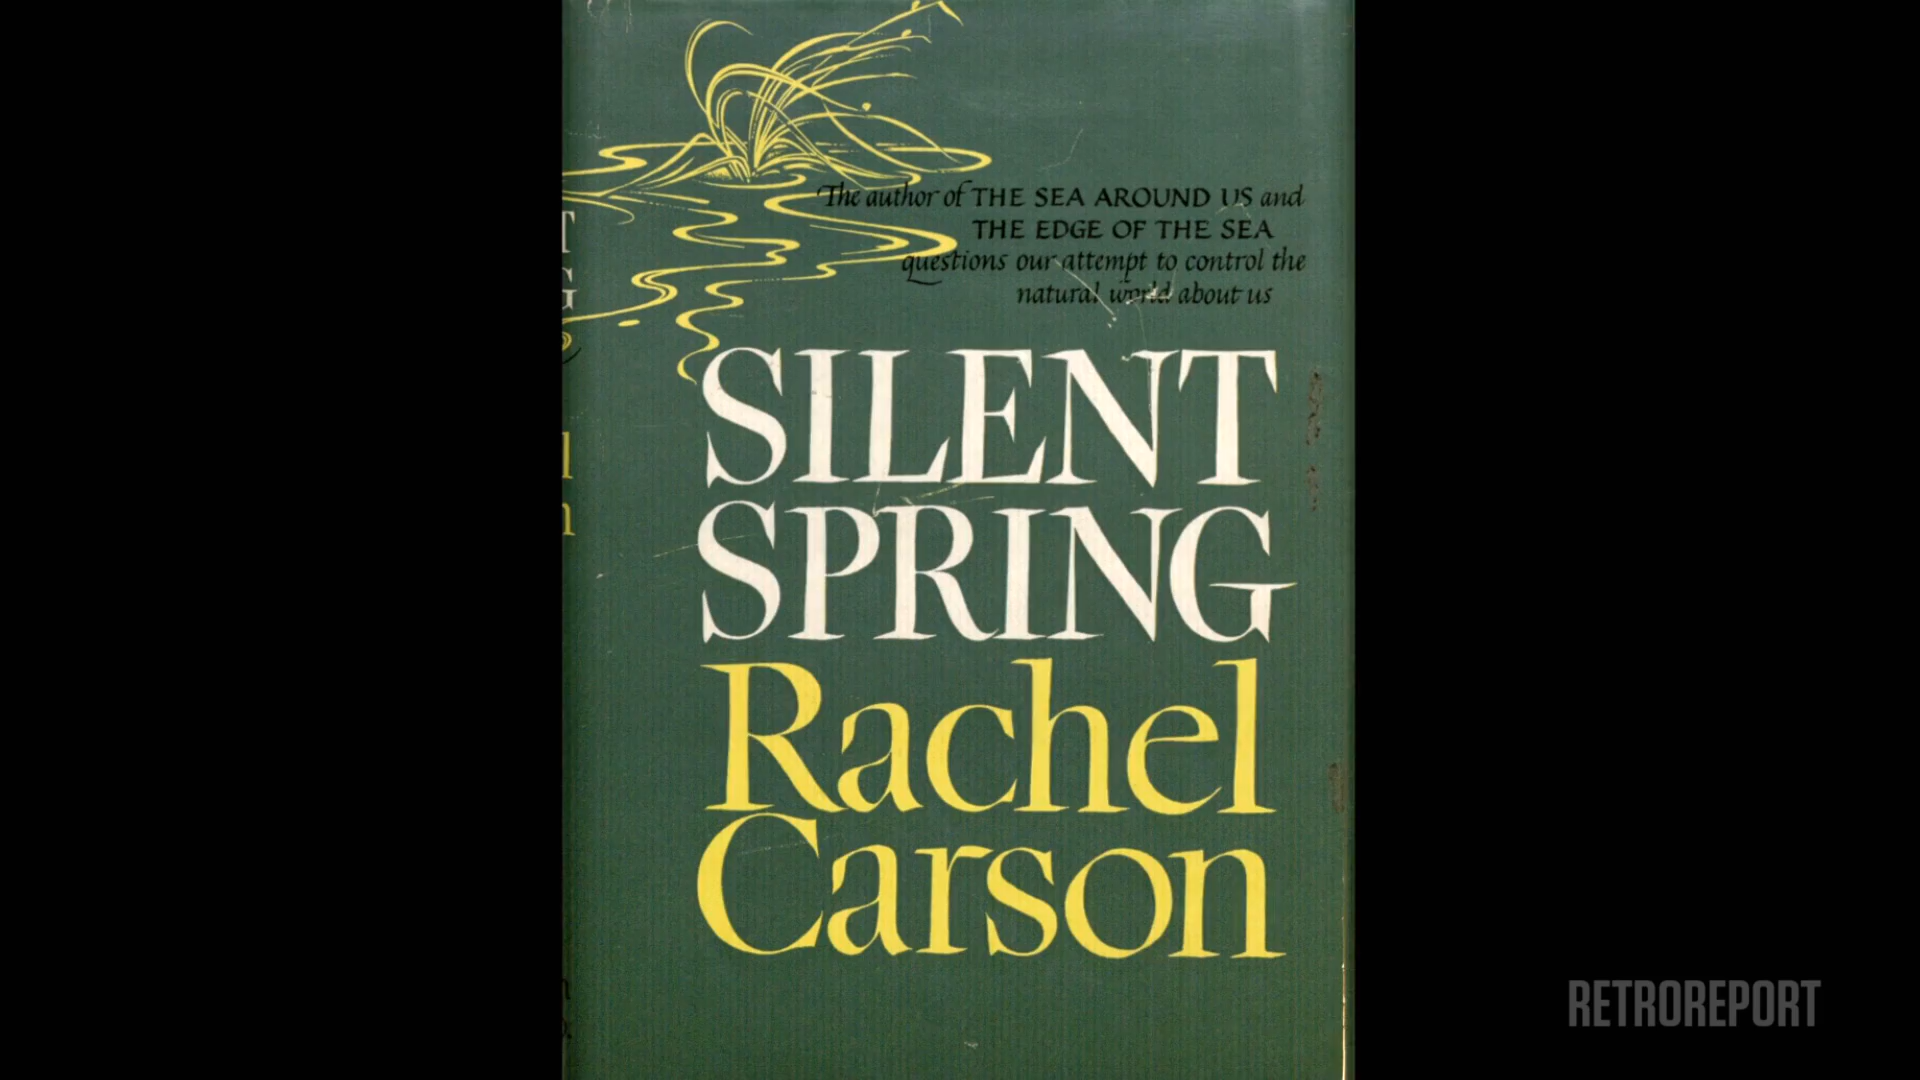 The author of THE SEA AROUND US and
THE EDGE OF THE SEA
questions our attempt to control the
natural world about us
SILENT
SPRING
Rachel
Carson
RETROREPORT